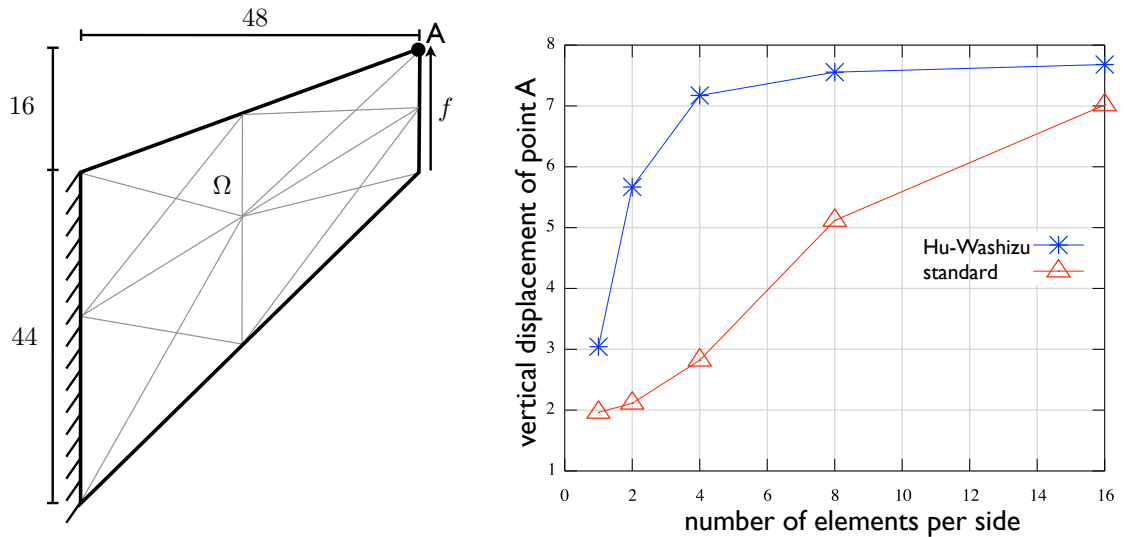 48
A
16
f
Ω
44
vertical displacement of point A
8
7
6
5
4
3
2
1
Hu-Washizu
standard
0
2
4
6
8
10
12
14
16
number of elements per side